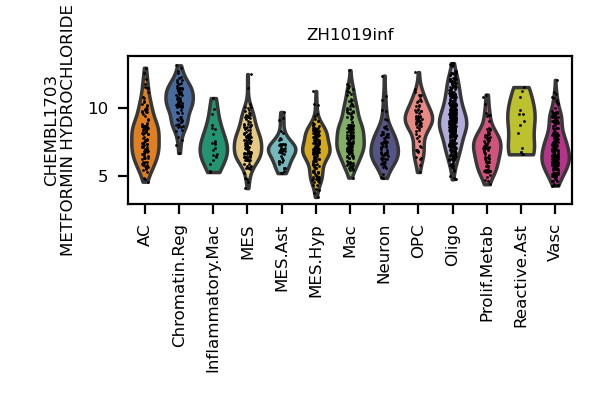 ZH1019inf
CHEMBL1703
METFORMIN HYDROCHLORIDE
10
5
AC
Chromatin.Reg
Inflammatory.Mac
MES
MES.Ast
MES.Hyp
Mac
Neuron
OPC
Oligo
Prolif.Metab
Reactive.Ast
Vasc